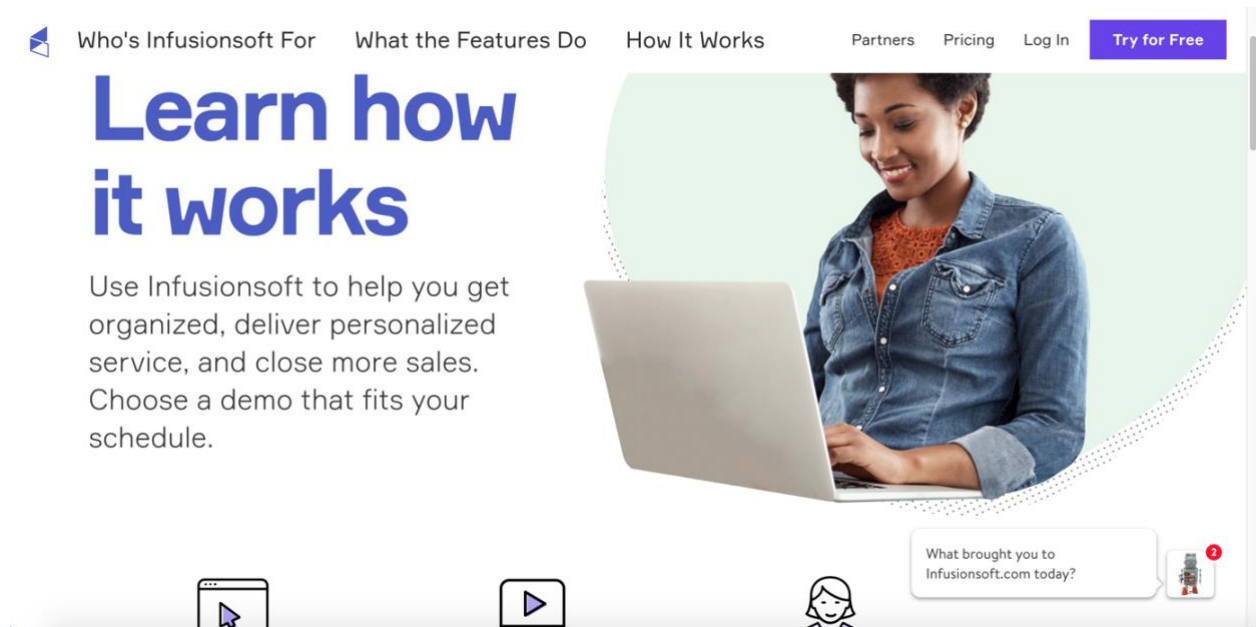 Who's Infusionsoft For
What the Features Do
How It Works
Partners
Pricing
Log In
Try for Free
Learn how
it works
Use Infusionsoft to help you get
organized, deliver personalized
service, and close more sales.
Choose a demo that fits your
schedule.
What brought you to
Infusionsoft.com today?
2